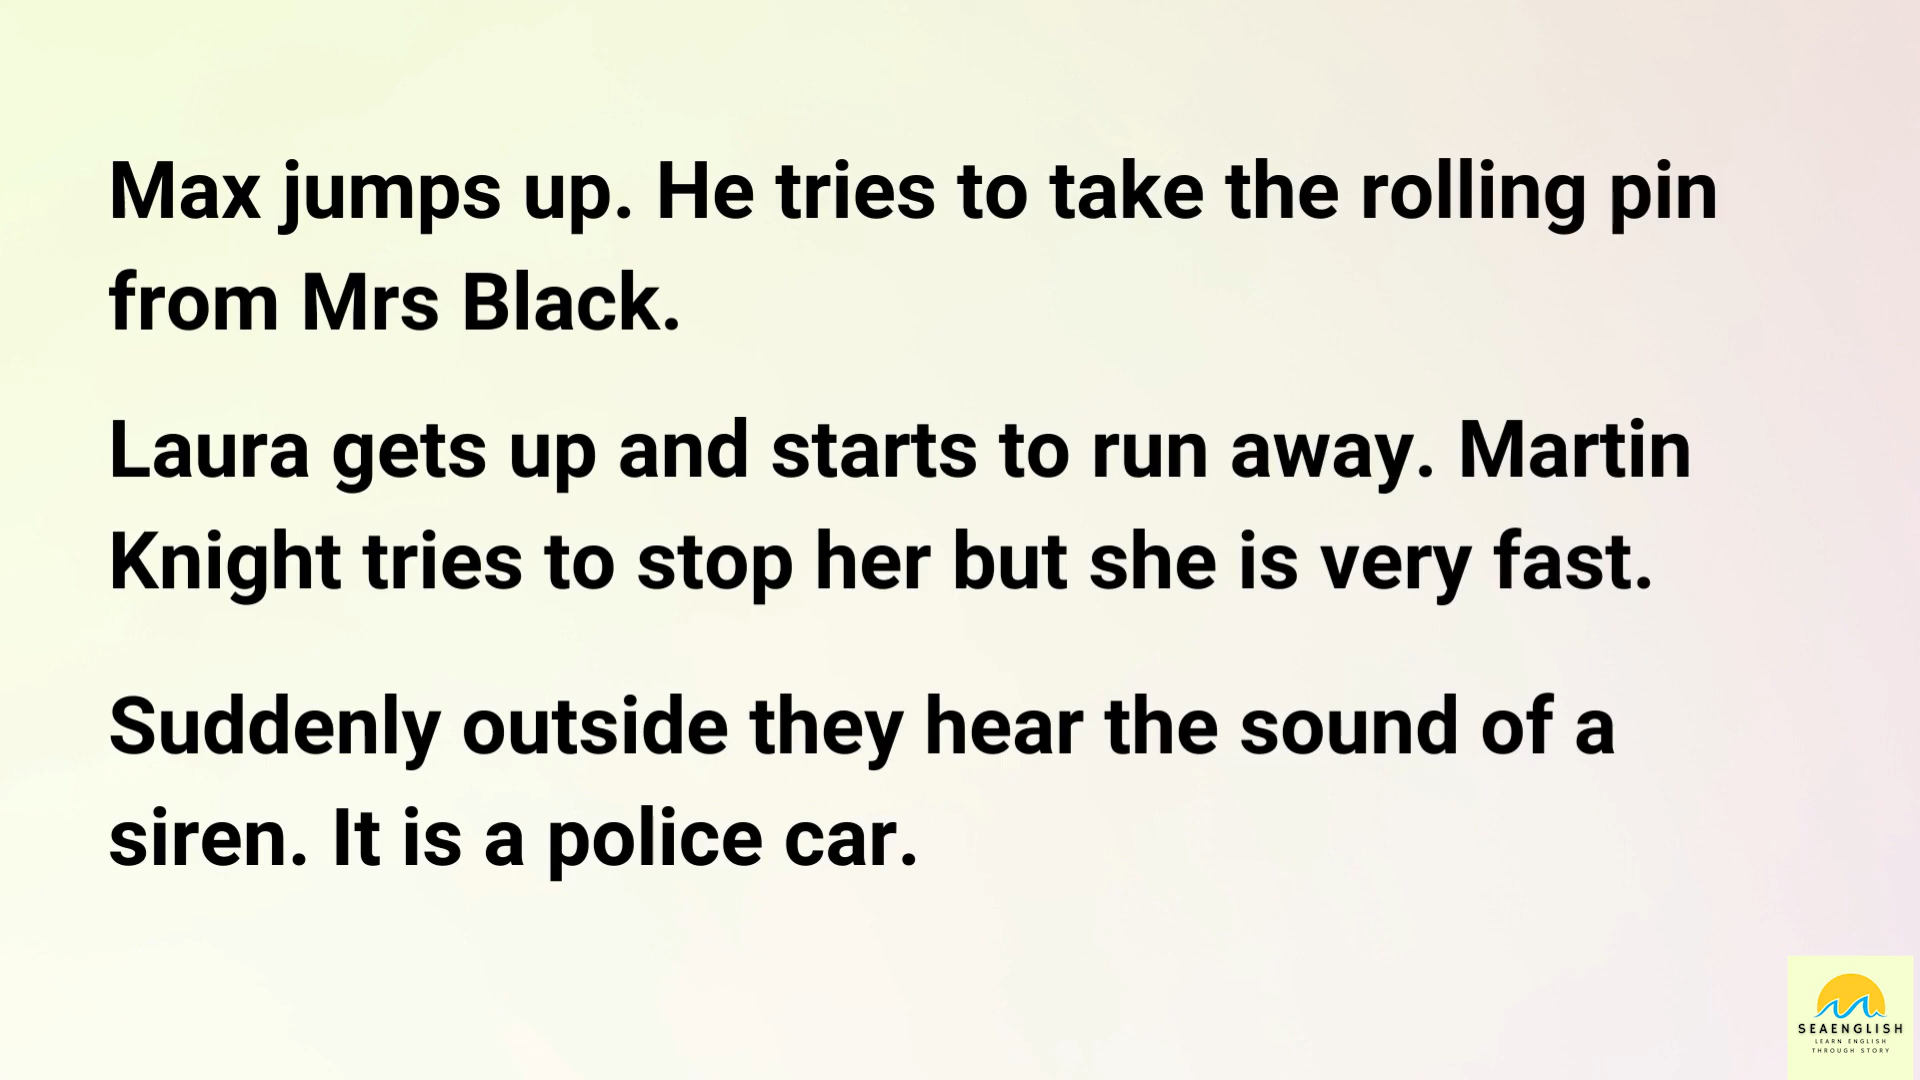 Max jumps up. He tries to take the rolling pin
from Mrs Black.
Laura gets up and starts to run away. Martin
Knight tries to stop her but she is very fast.
Suddenly outside they hear the sound of a
siren. It is a police car.
SEAENGLISH
LEARN ENGLISH
THROUGH STORY